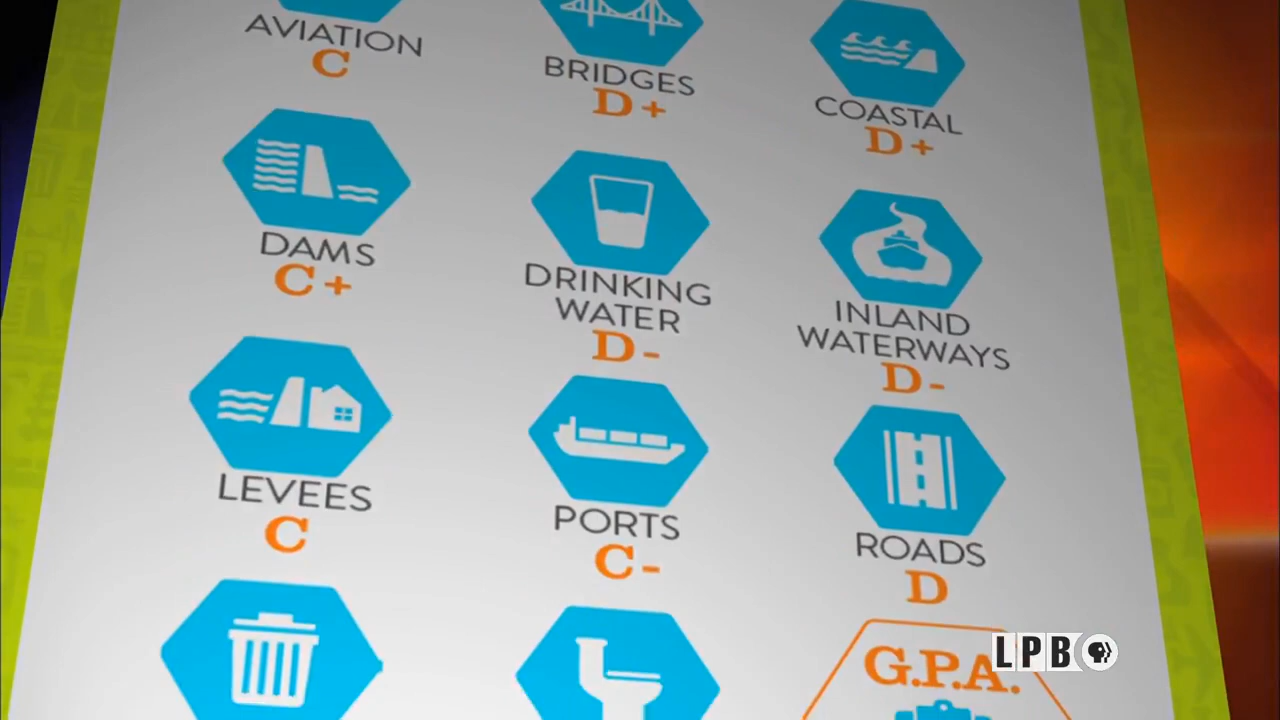 AVIATION
C
BRIDGES
D+
COASTAL
D+
DAMS
C+
DRINKING
WATER
D-
INLAND
WATERWAYS
D-
LEVEES
C
PORTS
C-
ROADS
D
G.P.A.
LPB